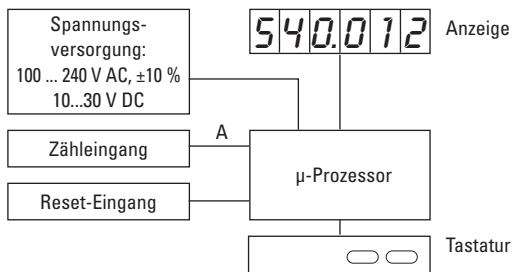 Spannungs-
versorgung:
100 ... 240 V AC, ±10 %
10...30 V DC
540.012
Anzeige
A
Zähleingang
µ-Prozessor
Reset-Eingang
Tastatur